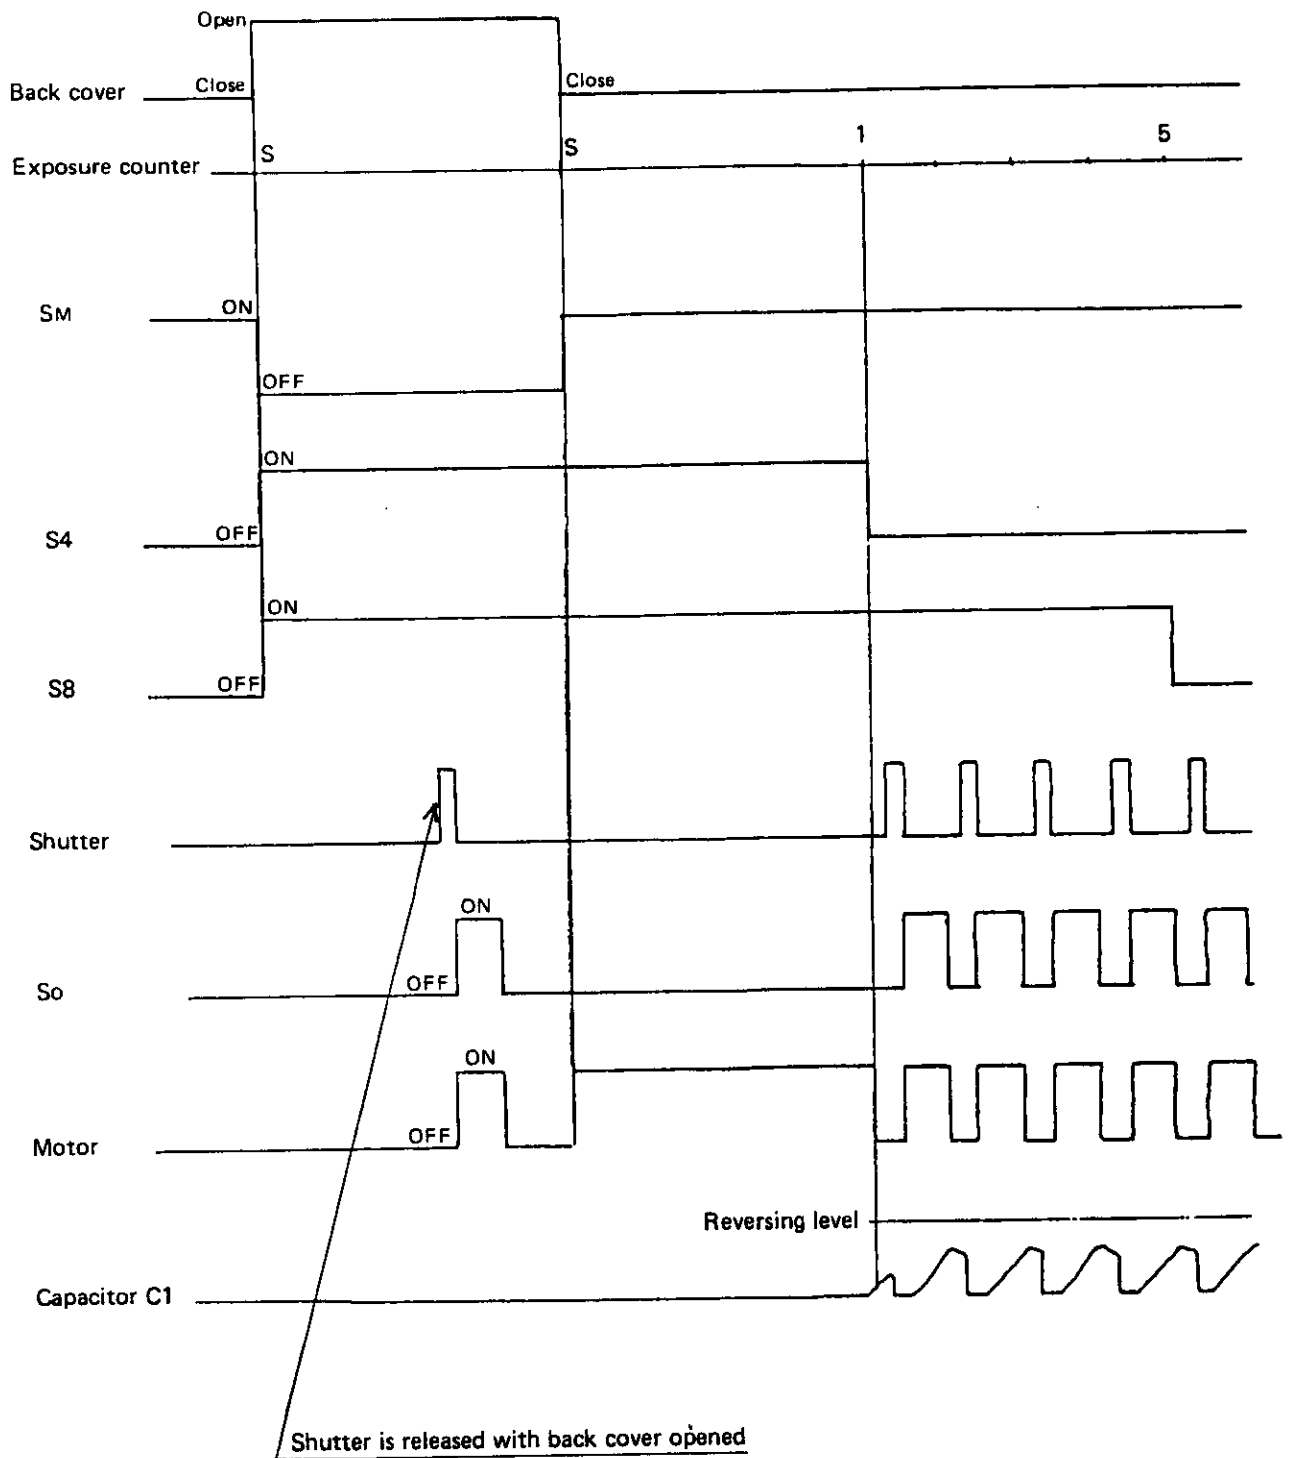 Open
Back cover Close Close
Exposure counter S S 1 5
SM ON
OFF
ON
S4 OFF
ON
S8 OFF
Shutter
ON
So OFF
ON
Motor OFF
Reversing level
Capacitor C1
Shutter is released with back cover opened